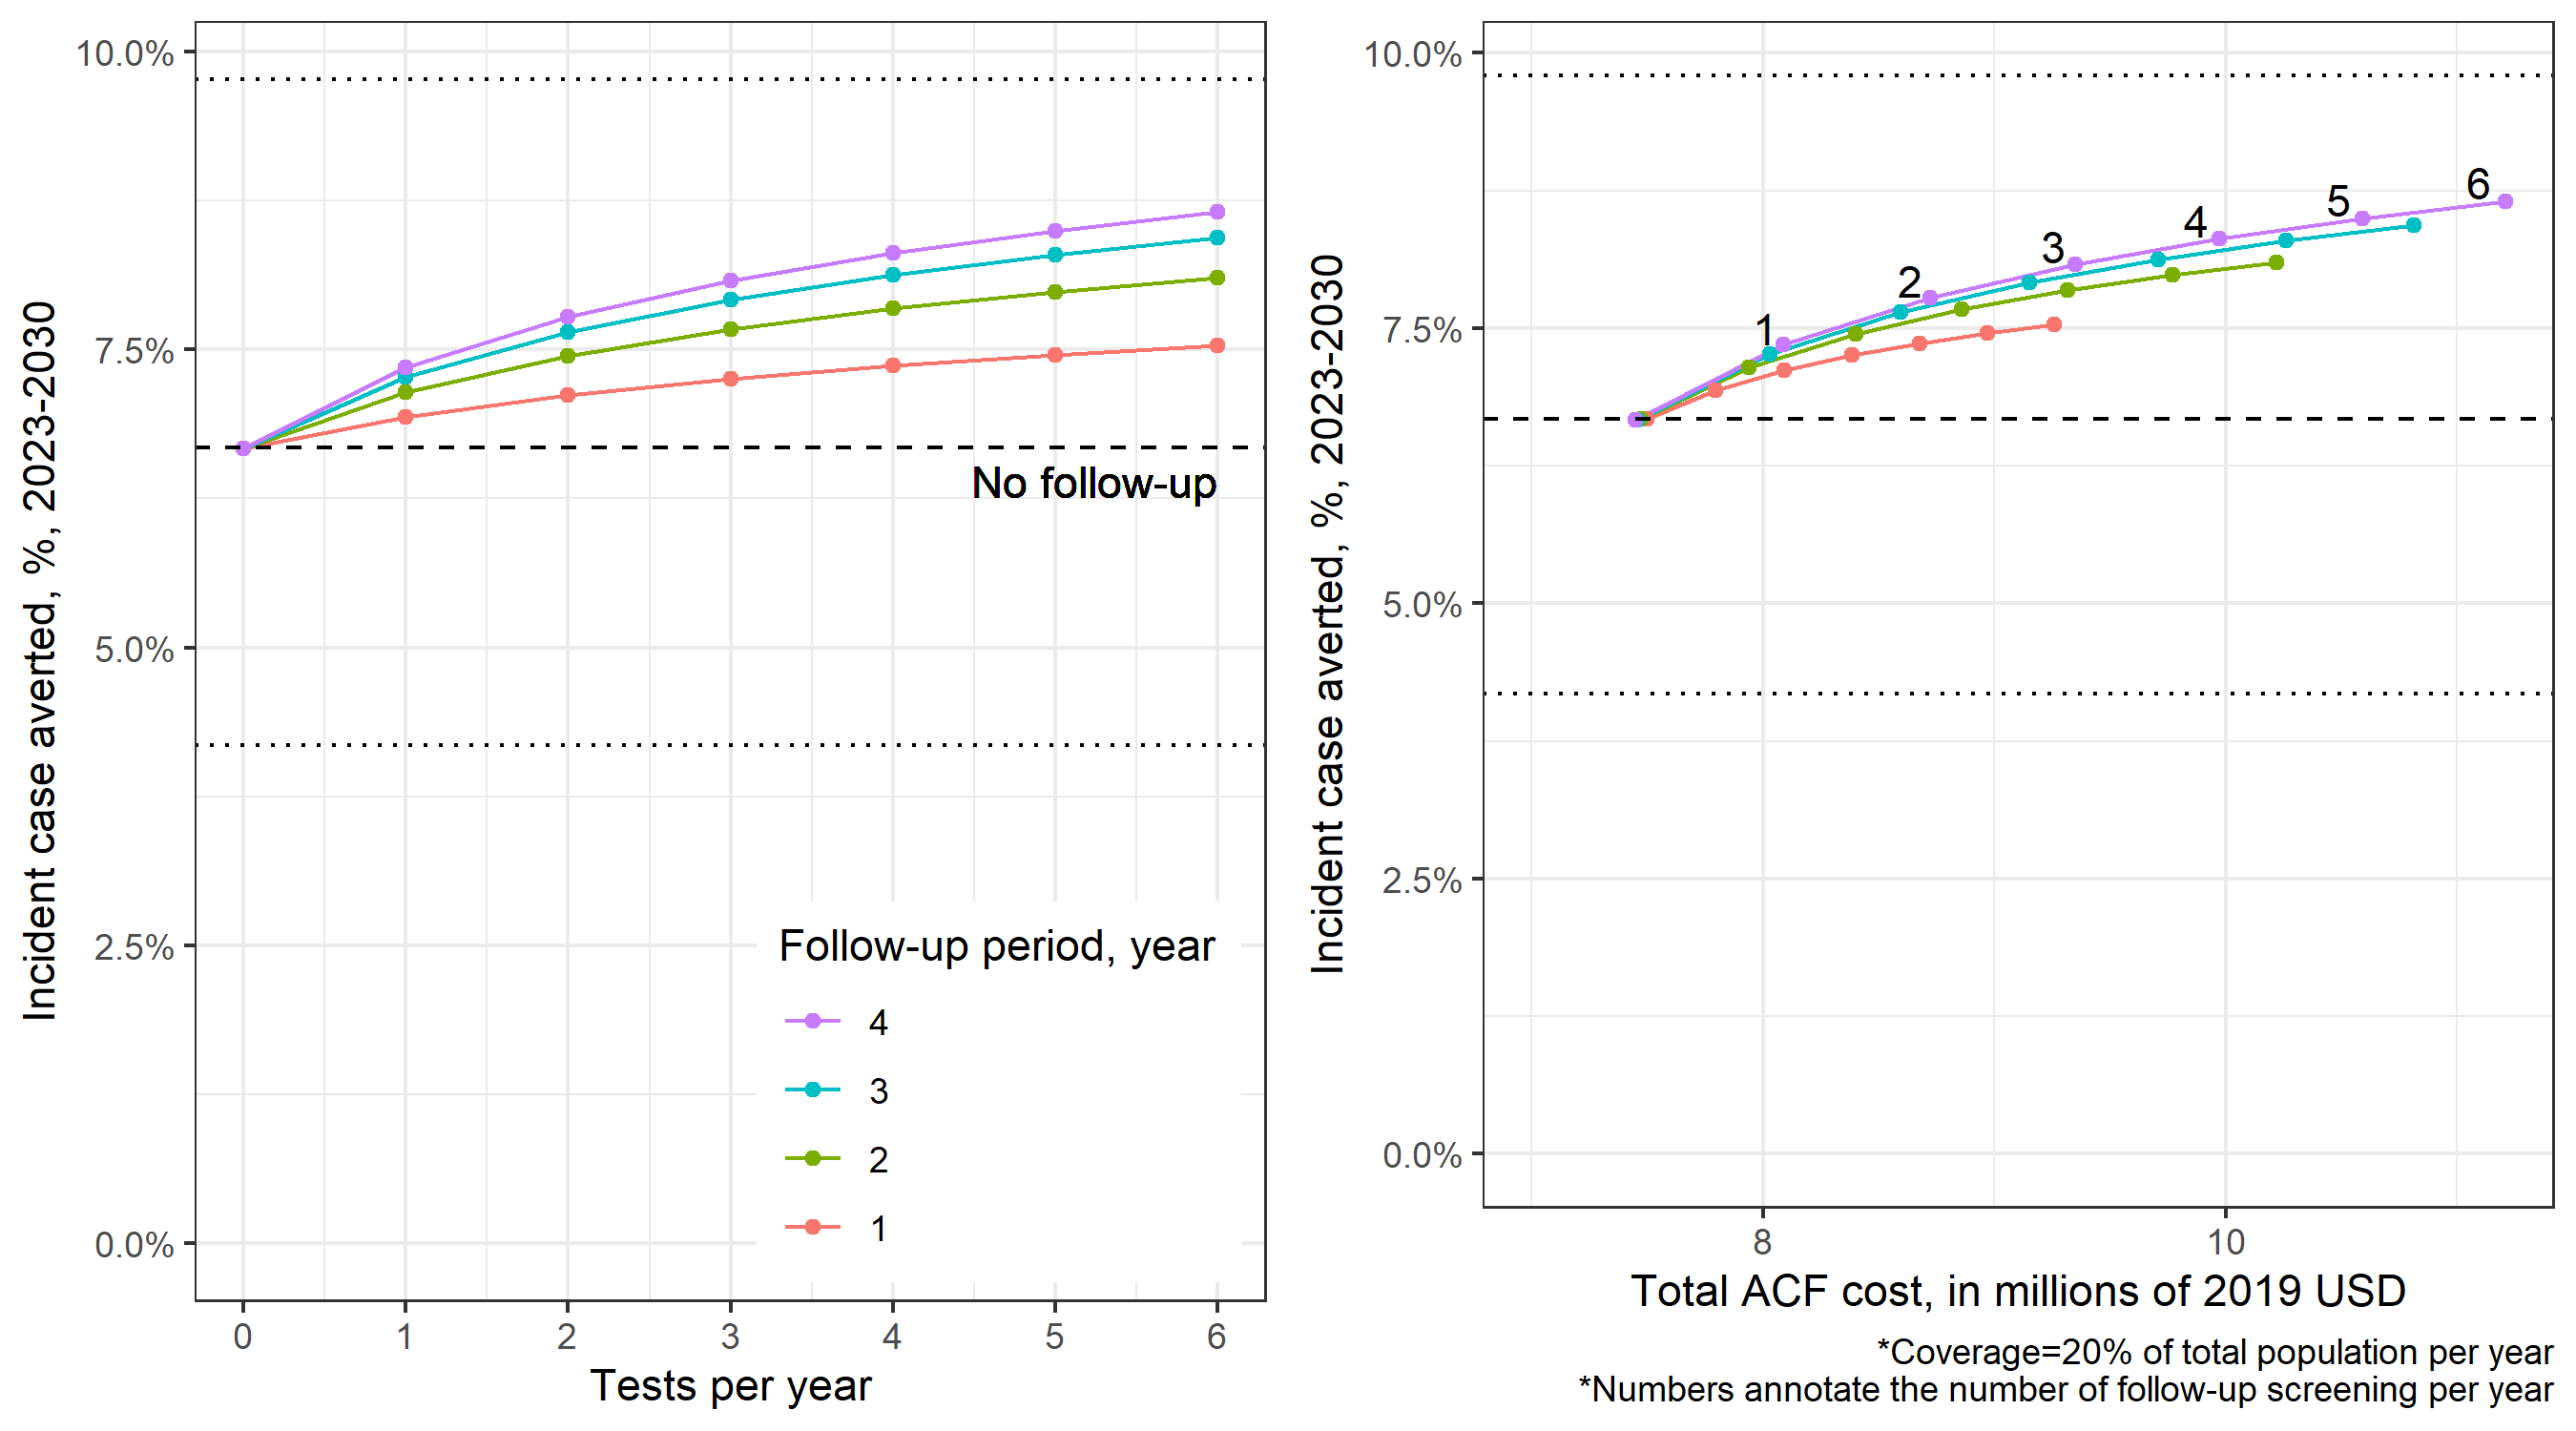 Incident case averted, %, 2023-2030
10.0%
7.5%
5.0%
2.5%
0.0%
No follow-up
Follow-up period, year
4
3
2
1
0 1 2 3 4 5 6
Tests per year
Incident case averted, %, 2023-2030
10.0%
7.5%
5.0%
2.5%
0.0%
1 2 3 4 5 6
8 10
Total ACF cost, in millions of 2019 USD
*Coverage=20% of total population per year
*Numbers annotate the number of follow-up screening per year